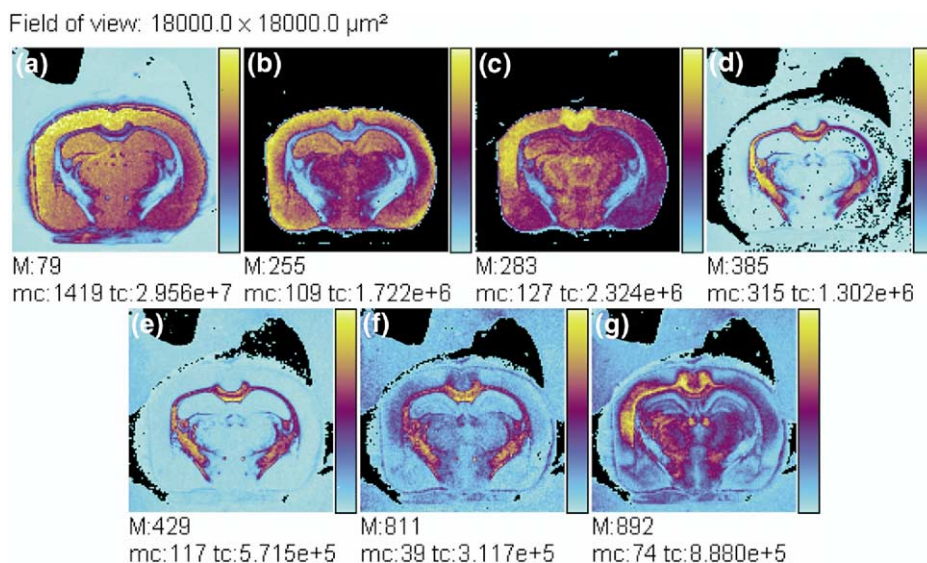 Field of view: 18000.0 x 18000.0 µm²
(a) (b) (c) (d)
M:79 M:255 M:283 M:385
mc:1419 tc:2.956e+7 mc:109 tc:1.722e+6 mc:127 tc:2.324e+6 mc:315 tc:1.302e+6
(e) (f) (g)
M:429 M:811 M:892
mc:117 tc:5.715e+5 mc:39 tc:3.117e+5 mc:74 tc:8.880e+5